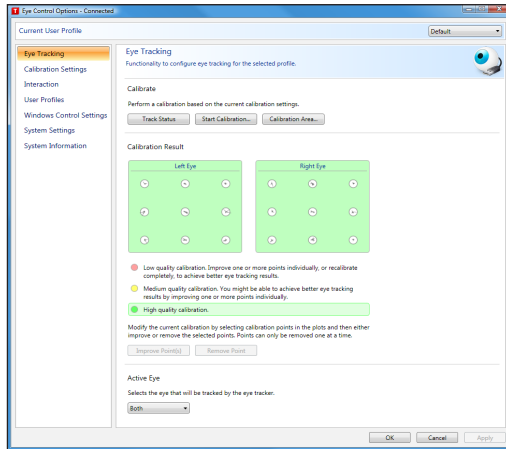 Eye Control Options - Connected
Current User Profile
Default
Eye Tracking
Calibration Settings
Interaction
User Profiles
Windows Control Settings
System Settings
System Information
Eye Tracking
Functionality to configure eye tracking for the selected profile.
Calibrate
Perform a calibration based on the current calibration settings.
Track Status
Start Calibration...
Calibration Area...
Calibration Result
Left Eye
Right Eye
Low quality calibration. Improve one or more points individually, or recalibrate
completely, to achieve better eye tracking results.
Medium quality calibration. You might be able to achieve better eye tracking
results by improving one or more points individually.
High quality calibration.
Modify the current calibration by selecting calibration points in the plots and then either
improve or remove the selected points. Points can only be removed one at a time.
Improve Point(s)
Remove Point
Active Eye
Selects the eye that will be tracked by the eye tracker.
Both
OK
Cancel
Apply